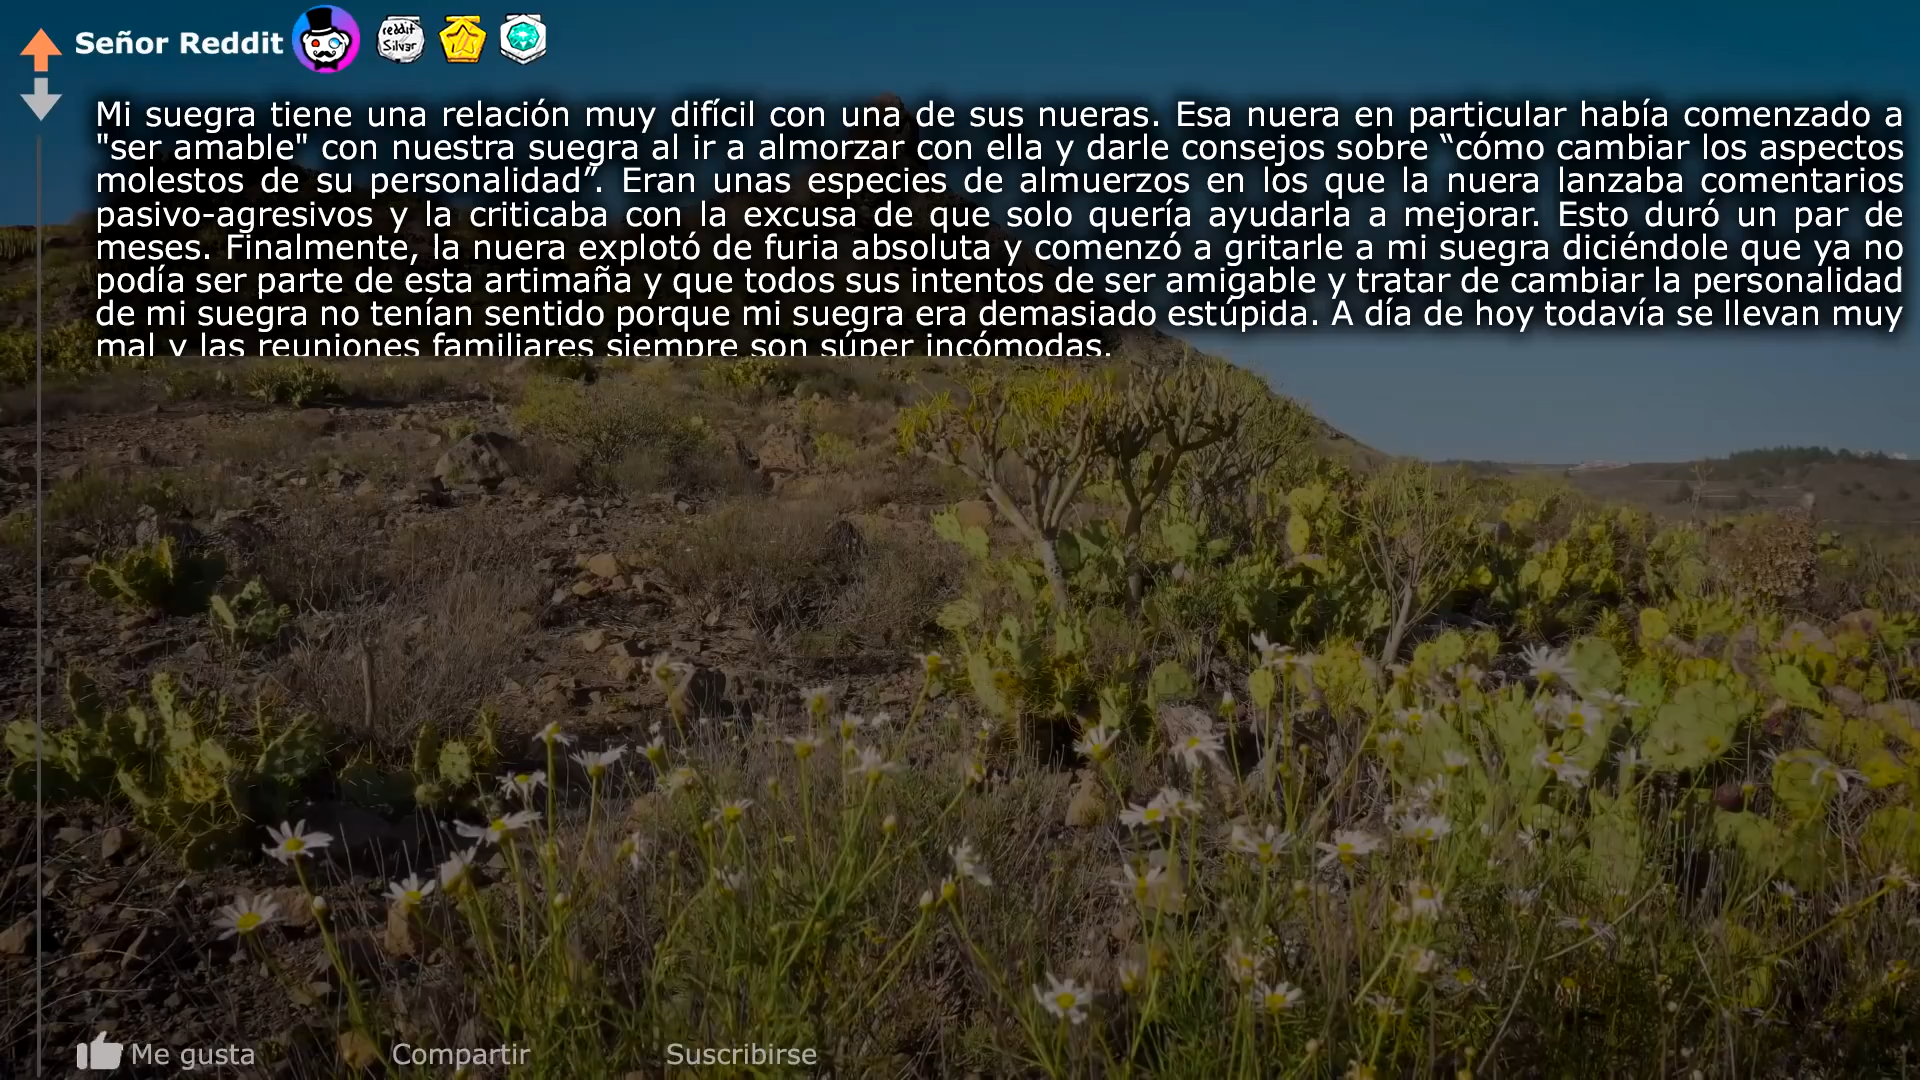 Señor Reddit
reddit
Silver
Mi suegra tiene una relación muy difícil con una de sus nueras. Esa nuera en particular había comenzado a
"ser amable" con nuestra suegra al ir a almorzar con ella y darle consejos sobre “cómo cambiar los aspectos
molestos de su personalidad”. Eran unas especies de almuerzos en los que la nuera lanzaba comentarios
pasivo-agresivos y la criticaba con la excusa de que solo quería ayudarla a mejorar. Esto duró un par de
meses. Finalmente, la nuera explotó de furia absoluta y comenzó a gritarle a mi suegra diciéndole que ya no
podía ser parte de esta artimaña y que todos sus intentos de ser amigable y tratar de cambiar la personalidad
de mi suegra no tenían sentido porque mi suegra era demasiado estúpida. A día de hoy todavía se llevan muy
mal y las reuniones familiares siempre son súper incómodas.
Me gusta
Compartir
Suscribirse